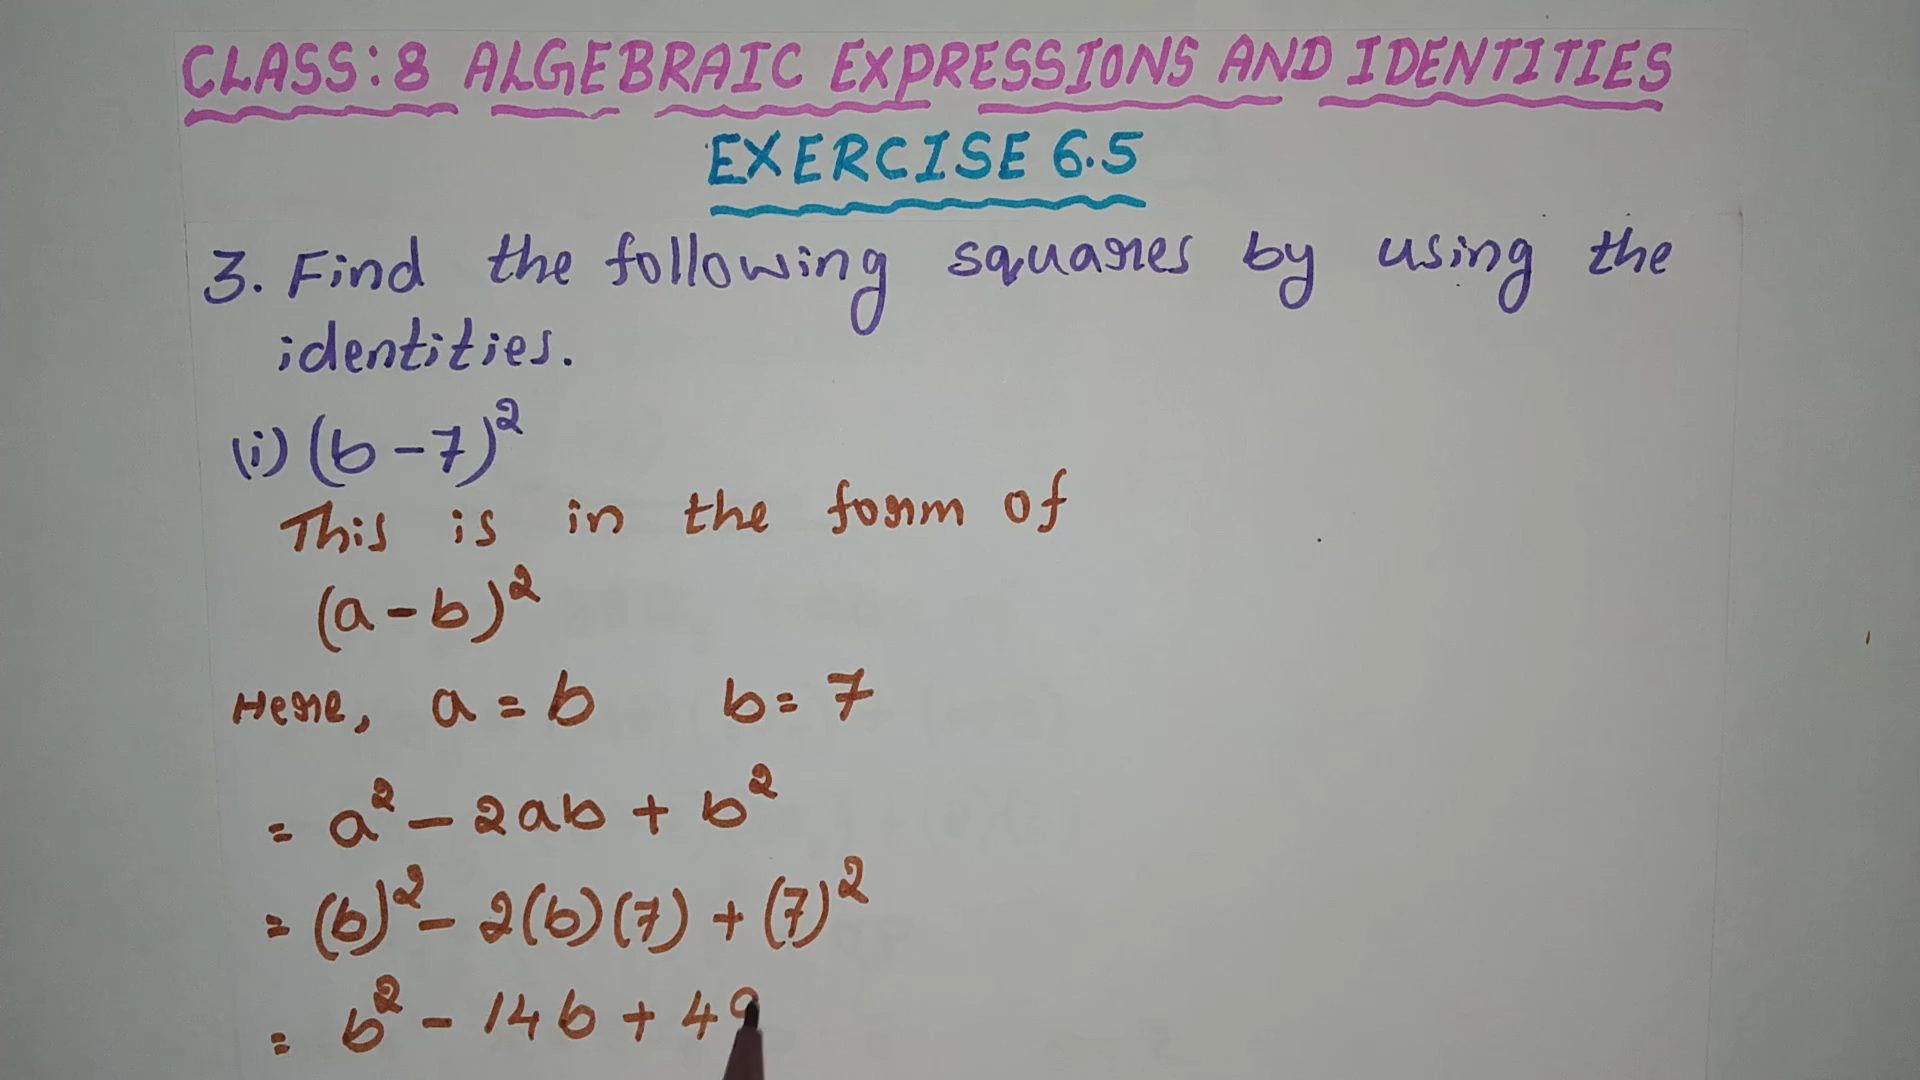 CLASS:8 ALGEBRAIC EXPRESSIONS AND IDENTITIES
EXERCISE 6.5
3. Find the following squares by using the
identities.
(i) (b-7)²
This is in the form of
(a-b)²
Here, a = b b = 7
= a² - 2ab + b²
= (b)² - 2(b)(7) + (7)²
= b² - 14b + 49